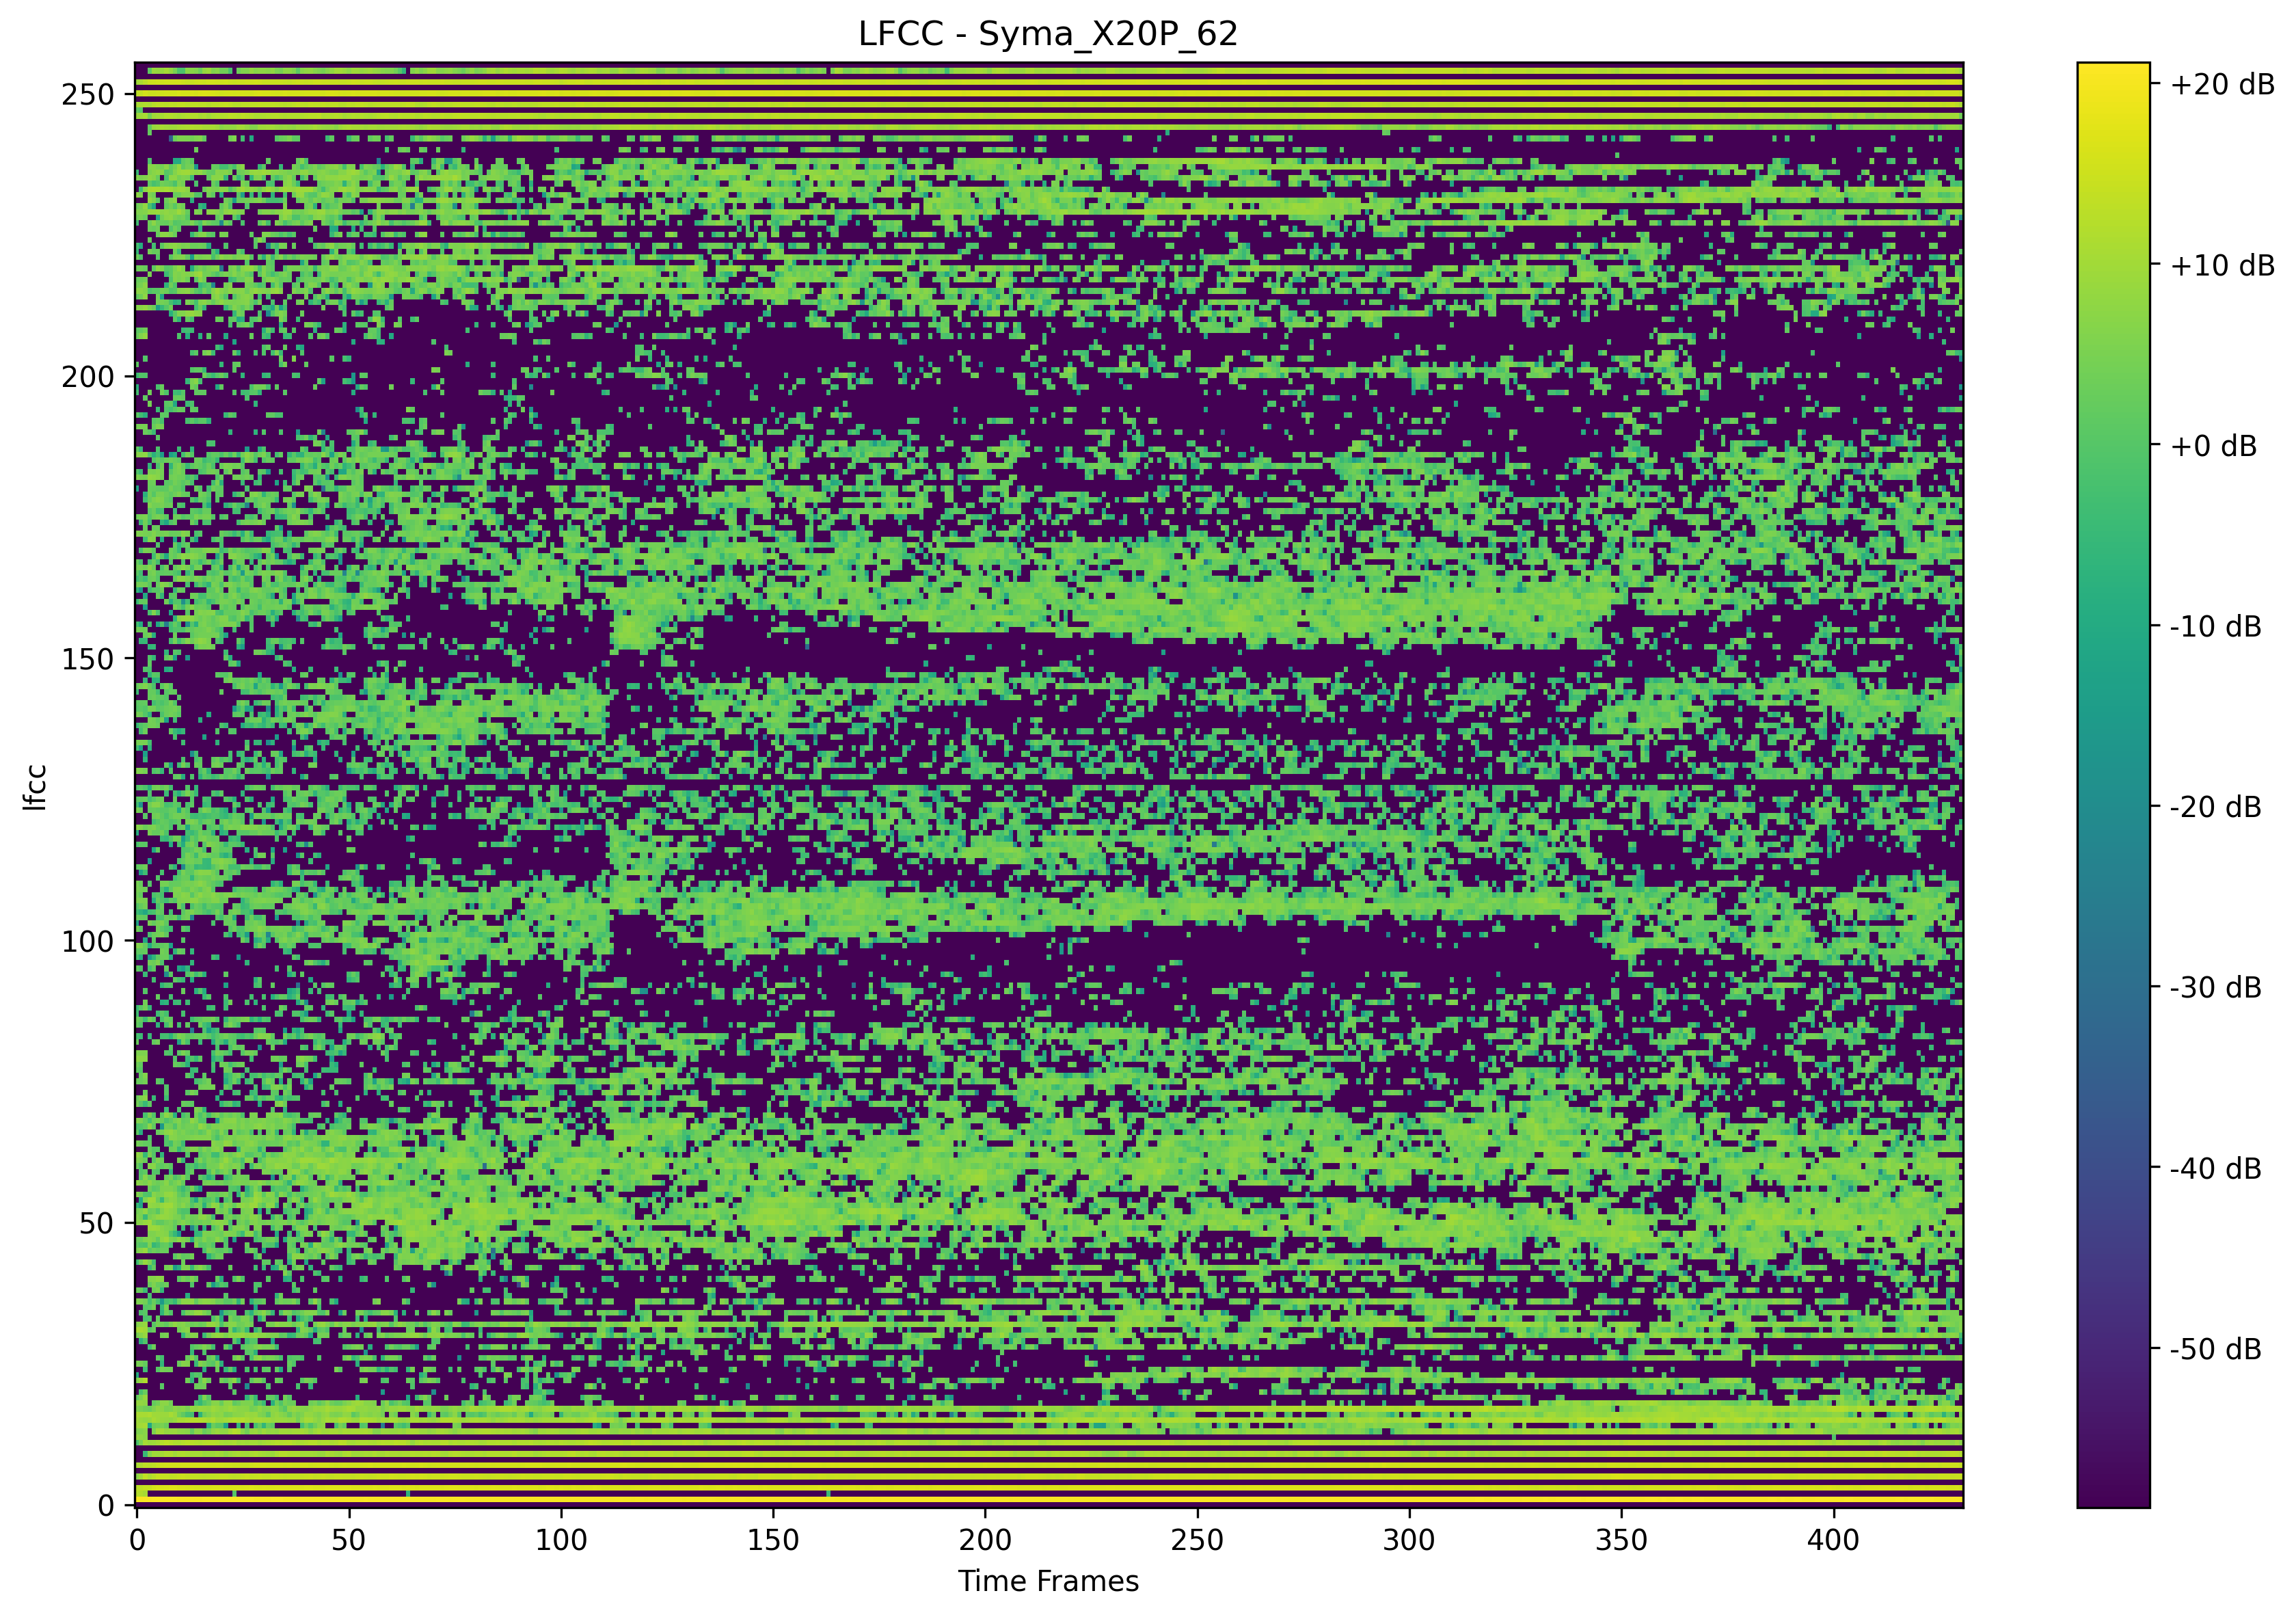 LFCC - Syma_X20P_62
250
200
150
100
50
0
lfcc
0 50 100 150 200 250 300 350 400
Time Frames
+20 dB
+10 dB
+0 dB
-10 dB
-20 dB
-30 dB
-40 dB
-50 dB